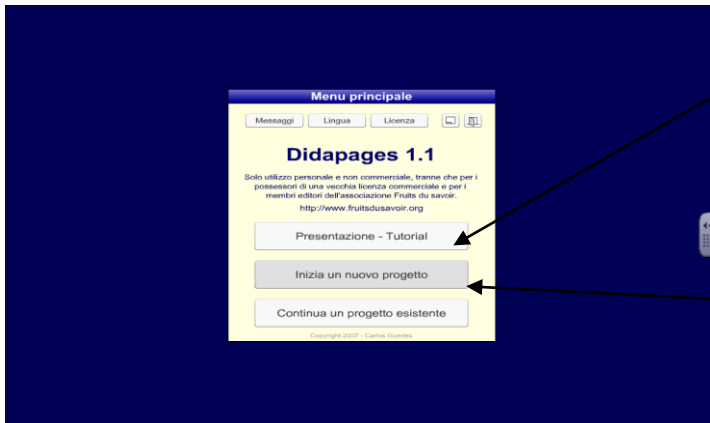 Menu principale
Messaggi Lingua Licenza
Didapages 1.1
Solo utilizzo personale e non commerciale, tranne che per i
possessori di una vecchia licenza commerciale e per i
membri editori dell'association Fruits du savoir.
http://www.fruitsdusavoir.org
Presentazione - Tutorial
Inizia un nuovo progetto
Continua un progetto esistente
Copyright 2007 - Carlos Guedes